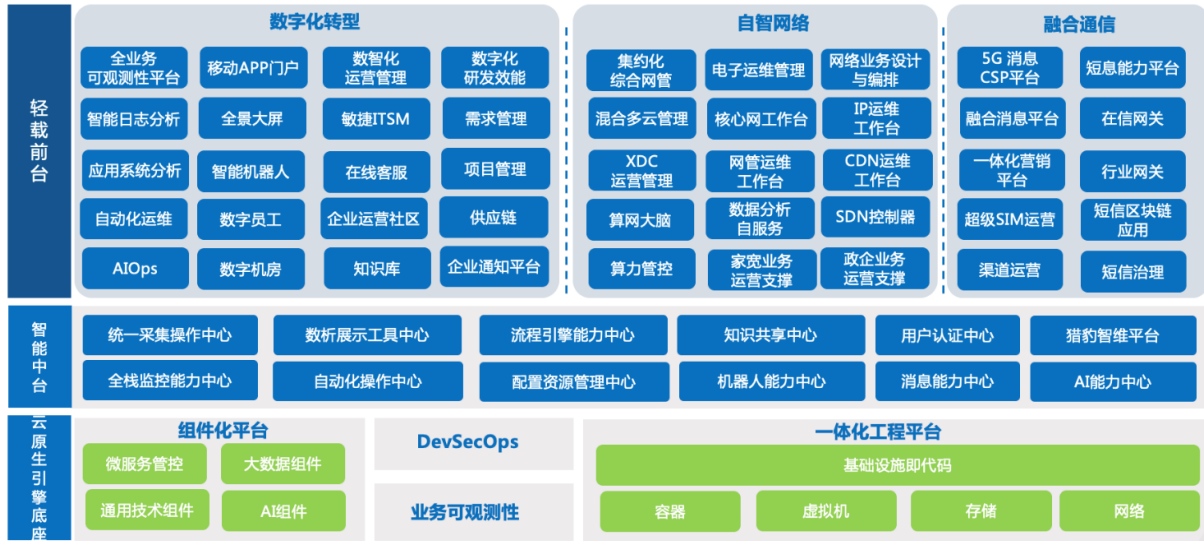 轻载前台
数字化转型
全业务
可观测性平台
移动APP门户
数智化
运营管理
数字化
研发效能
智能日志分析
全景大屏
敏捷ITSM
需求管理
应用系统分析
智能机器人
在线客服
项目管理
自动化运维
数字员工
企业运营社区
供应链
AIOps
数字机房
知识库
企业通知平台
自智网络
集约化
综合网管
电子运维管理
网络业务设计
与编排
混合多云管理
核心网工作台
IP运维
工作台
XDC
运营管理
网管运维
工作台
CDN运维
工作台
算网大脑
数据分析
自服务
SDN控制器
算力管控
家宽业务
运营支撑
政企业务
运营支撑
融合通信
5G 消息
CSP平台
短息能力平台
融合消息平台
在信网关
一体化营销
平台
行业网关
超级SIM运营
短信区块链
应用
渠道运营
短信治理
智能中台
统一采集操作中心
数析展示工具中心
流程引擎能力中心
知识共享中心
用户认证中心
猎豹智维平台
全栈监控能力中心
自动化操作中心
配置资源管理中心
机器人能力中心
消息能力中心
AI能力中心
云原生引擎底座
组件化平台
微服务管控
大数据组件
通用技术组件
AI组件
DevSecOps
业务可观测性
一体化工程平台
基础设施即代码
容器
虚拟机
存储
网络